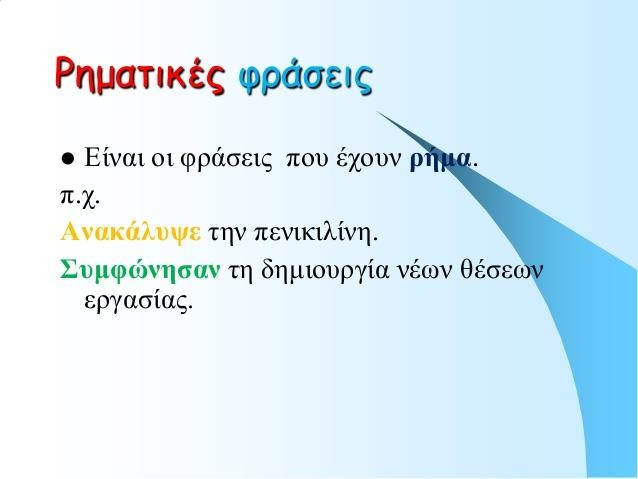 Ρηματικές φράσεις
● Είναι οι φράσεις που έχουν ρήμα.
π.χ.
Ανακάλυψε την πενικιλίνη.
Συμφώνησαν τη δημιουργία νέων θέσεων
εργασίας.